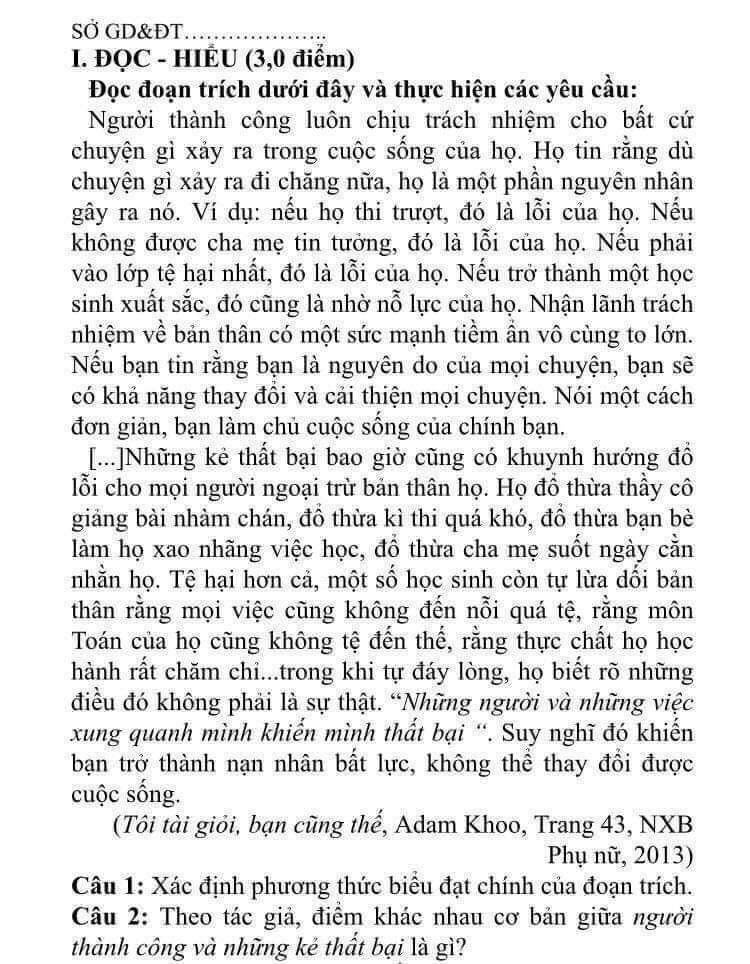 SỞ GD&ĐT…………………..
I. ĐỌC - HIỂU (3,0 điểm)
Đọc đoạn trích dưới đây và thực hiện các yêu cầu:
Người thành công luôn chịu trách nhiệm cho bất cứ
chuyện gì xảy ra trong cuộc sống của họ. Họ tin rằng dù
chuyện gì xảy ra đi chăng nữa, họ là một phần nguyên nhân
gây ra nó. Ví dụ: nếu họ thi trượt, đó là lỗi của họ. Nếu
không được cha mẹ tin tưởng, đó là lỗi của họ. Nếu phải
vào lớp tệ hại nhất, đó là lỗi của họ. Nếu trở thành một học
sinh xuất sắc, đó cũng là nhờ nỗ lực của họ. Nhận lãnh trách
nhiệm về bản thân có một sức mạnh tiềm ẩn vô cùng to lớn.
Nếu bạn tin rằng bạn là nguyên do của mọi chuyện, bạn sẽ
có khả năng thay đổi và cải thiện mọi chuyện. Nói một cách
đơn giản, bạn làm chủ cuộc sống của chính bạn.
[...]Những kẻ thất bại bao giờ cũng có khuynh hướng đổ
lỗi cho mọi người ngoại trừ bản thân họ. Họ đổ thừa thầy cô
giảng bài nhàm chán, đổ thừa kì thi quá khó, đổ thừa bạn bè
làm họ xao nhãng việc học, đổ thừa cha mẹ suốt ngày cằn
nhằn họ. Tệ hại hơn cả, một số học sinh còn tự lừa dối bản
thân rằng mọi việc cũng không đến nỗi quá tệ, rằng môn
Toán của họ cũng không tệ đến thế, rằng thực chất họ học
hành rất chăm chỉ...trong khi tự đáy lòng, họ biết rõ những
điều đó không phải là sự thật. “Những người và những việc
xung quanh mình khiến mình thất bại “. Suy nghĩ đó khiến
bạn trở thành nạn nhân bất lực, không thể thay đổi được
cuộc sống.
(Tôi tài giỏi, bạn cũng thế, Adam Khoo, Trang 43, NXB
Phụ nữ, 2013)
Câu 1: Xác định phương thức biểu đạt chính của đoạn trích.
Câu 2: Theo tác giả, điểm khác nhau cơ bản giữa người
thành công và những kẻ thất bại là gì?